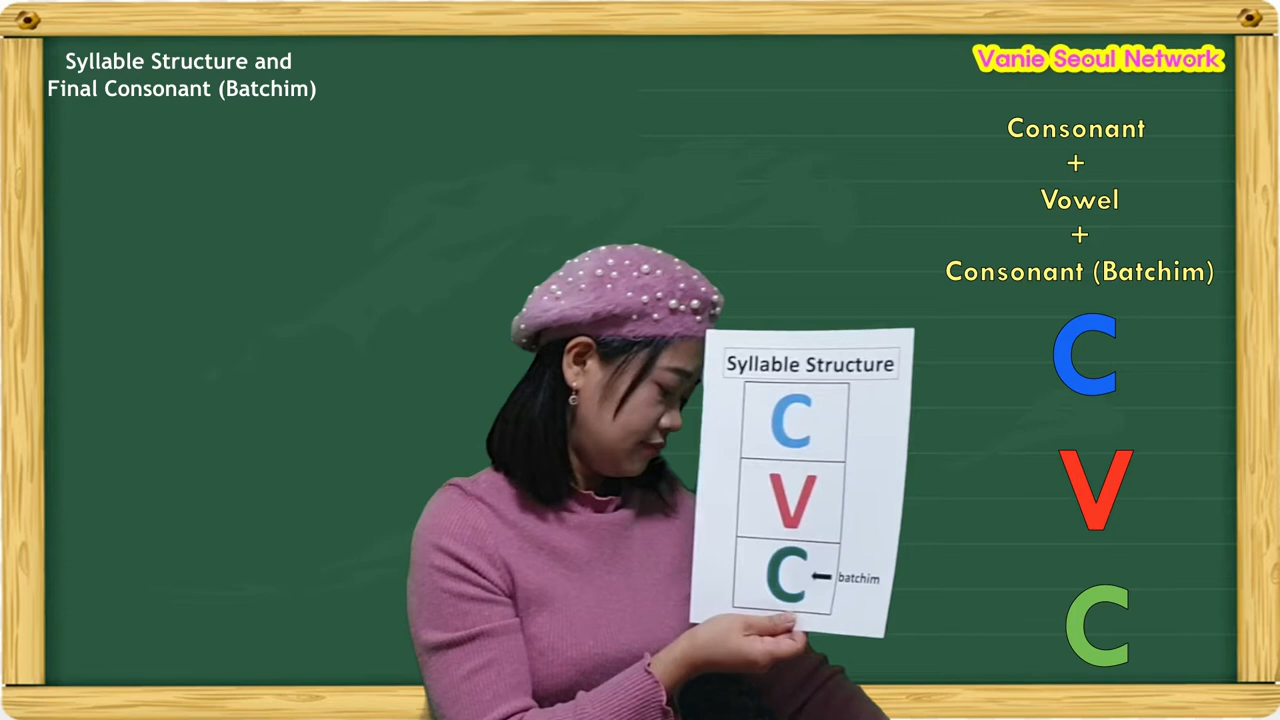 Syllable Structure and
Final Consonant (Batchim)
Vanie Seoul Network
Consonant
+
Vowel
+
Consonant (Batchim)
C
V
C
Syllable Structure
C
V
C
batchim